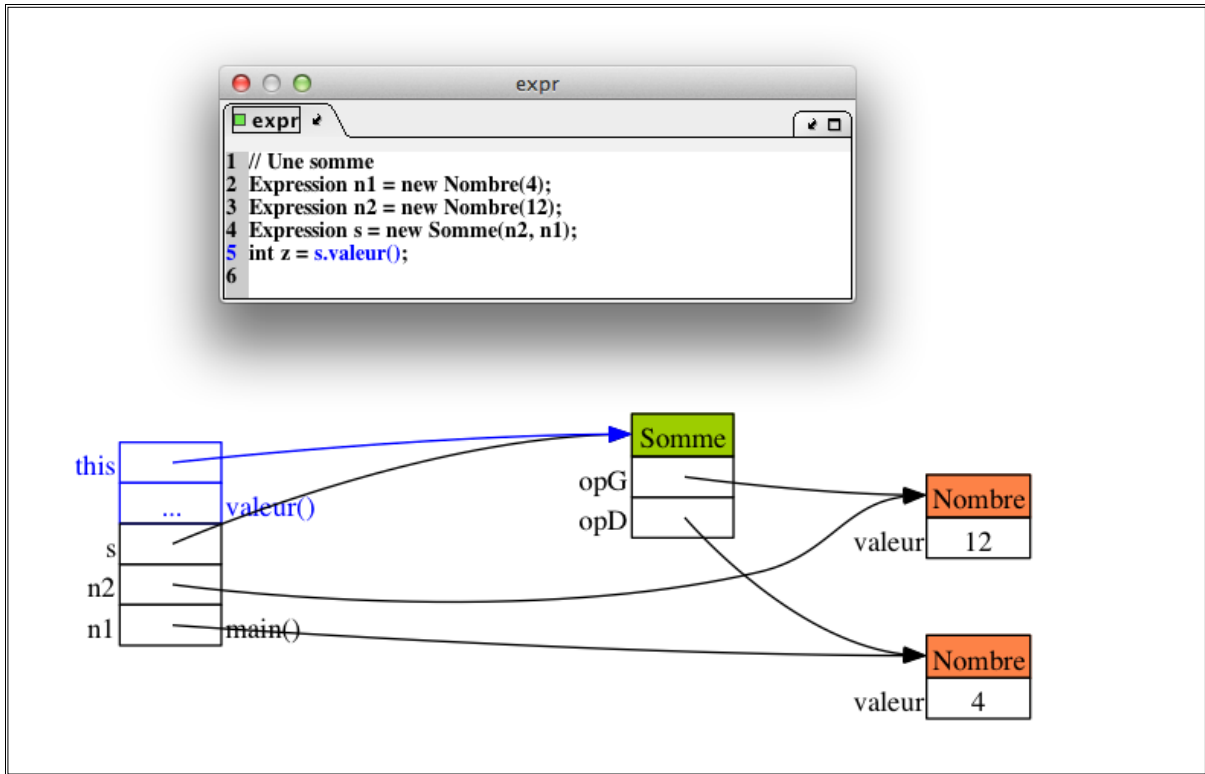 expr
expr
1 // Une somme
2 Expression n1 = new Nombre(4);
3 Expression n2 = new Nombre(12);
4 Expression s = new Somme(n2, n1);
5 int z = s.valeur();
6
this
... valeur()
s
n2
n1 main()
Somme
opG
opD
Nombre
valeur 12
Nombre
valeur 4